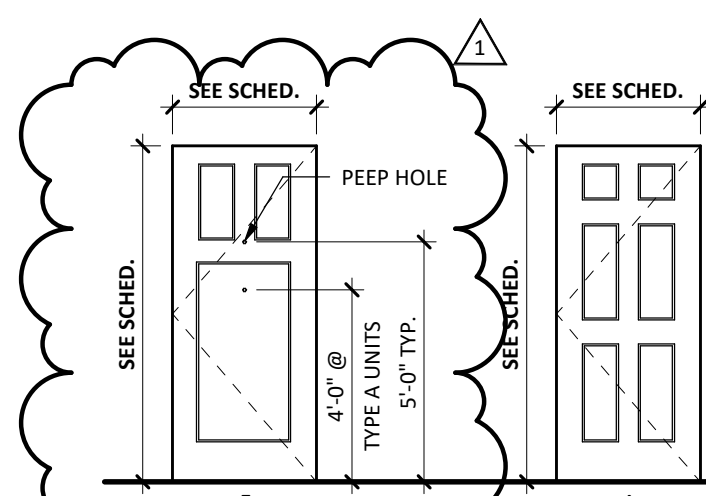 1
SEE SCHED.
SEE SCHED.
PEEP HOLE
SEE SCHED.
4'-0" @
TYPE A UNITS
5'-0" TYP.
SEE SCHED.